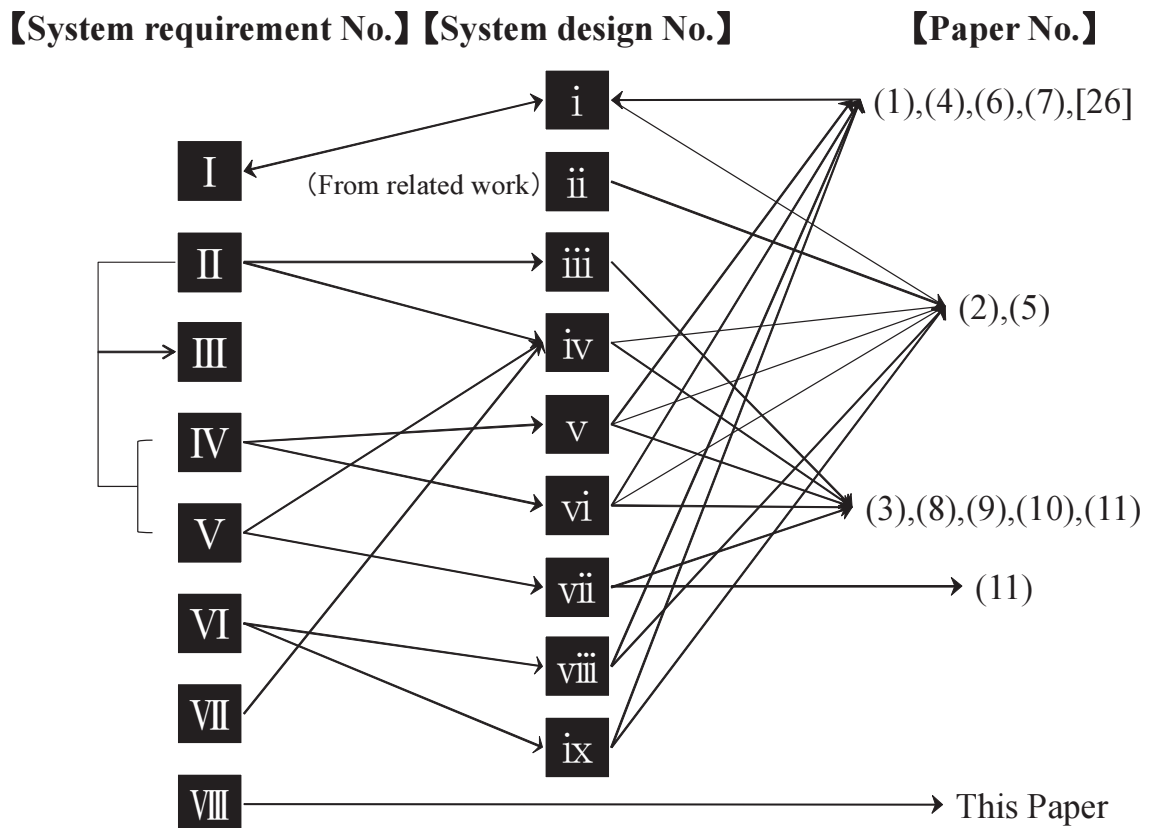 【System requirement No.】【System design No.】 【Paper No.】
i (1),(4),(6),(7),[26]
Ⅰ (From related work) ii
Ⅱ iii
(2),(5)
Ⅲ iv
Ⅳ v
vi (3),(8),(9),(10),(11)
Ⅴ
vii (11)
Ⅵ
viii
Ⅶ
ix
Ⅷ This Paper